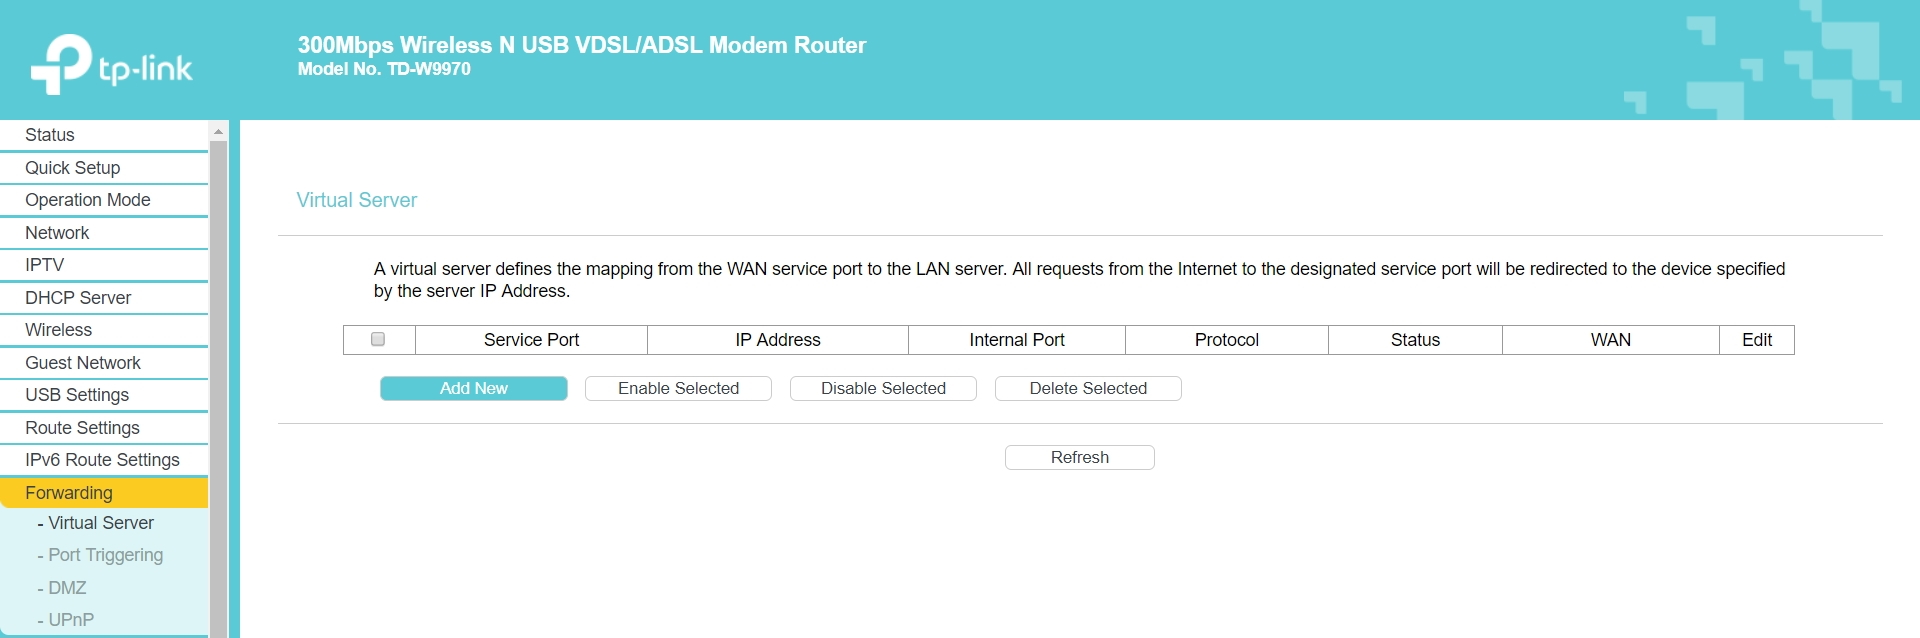 tp-link
300Mbps Wireless N USB VDSL/ADSL Modem Router
Model No. TD-W9970
Status
Quick Setup
Operation Mode
Network
IPTV
DHCP Server
Wireless
Guest Network
USB Settings
Route Settings
IPv6 Route Settings
Forwarding
- Virtual Server
- Port Triggering
- DMZ
- UPnP
Virtual Server
A virtual server defines the mapping from the WAN service port to the LAN server. All requests from the Internet to the designated service port will be redirected to the device specified
by the server IP Address.
Service Port IP Address Internal Port Protocol Status WAN Edit
Add New Enable Selected Disable Selected Delete Selected
Refresh